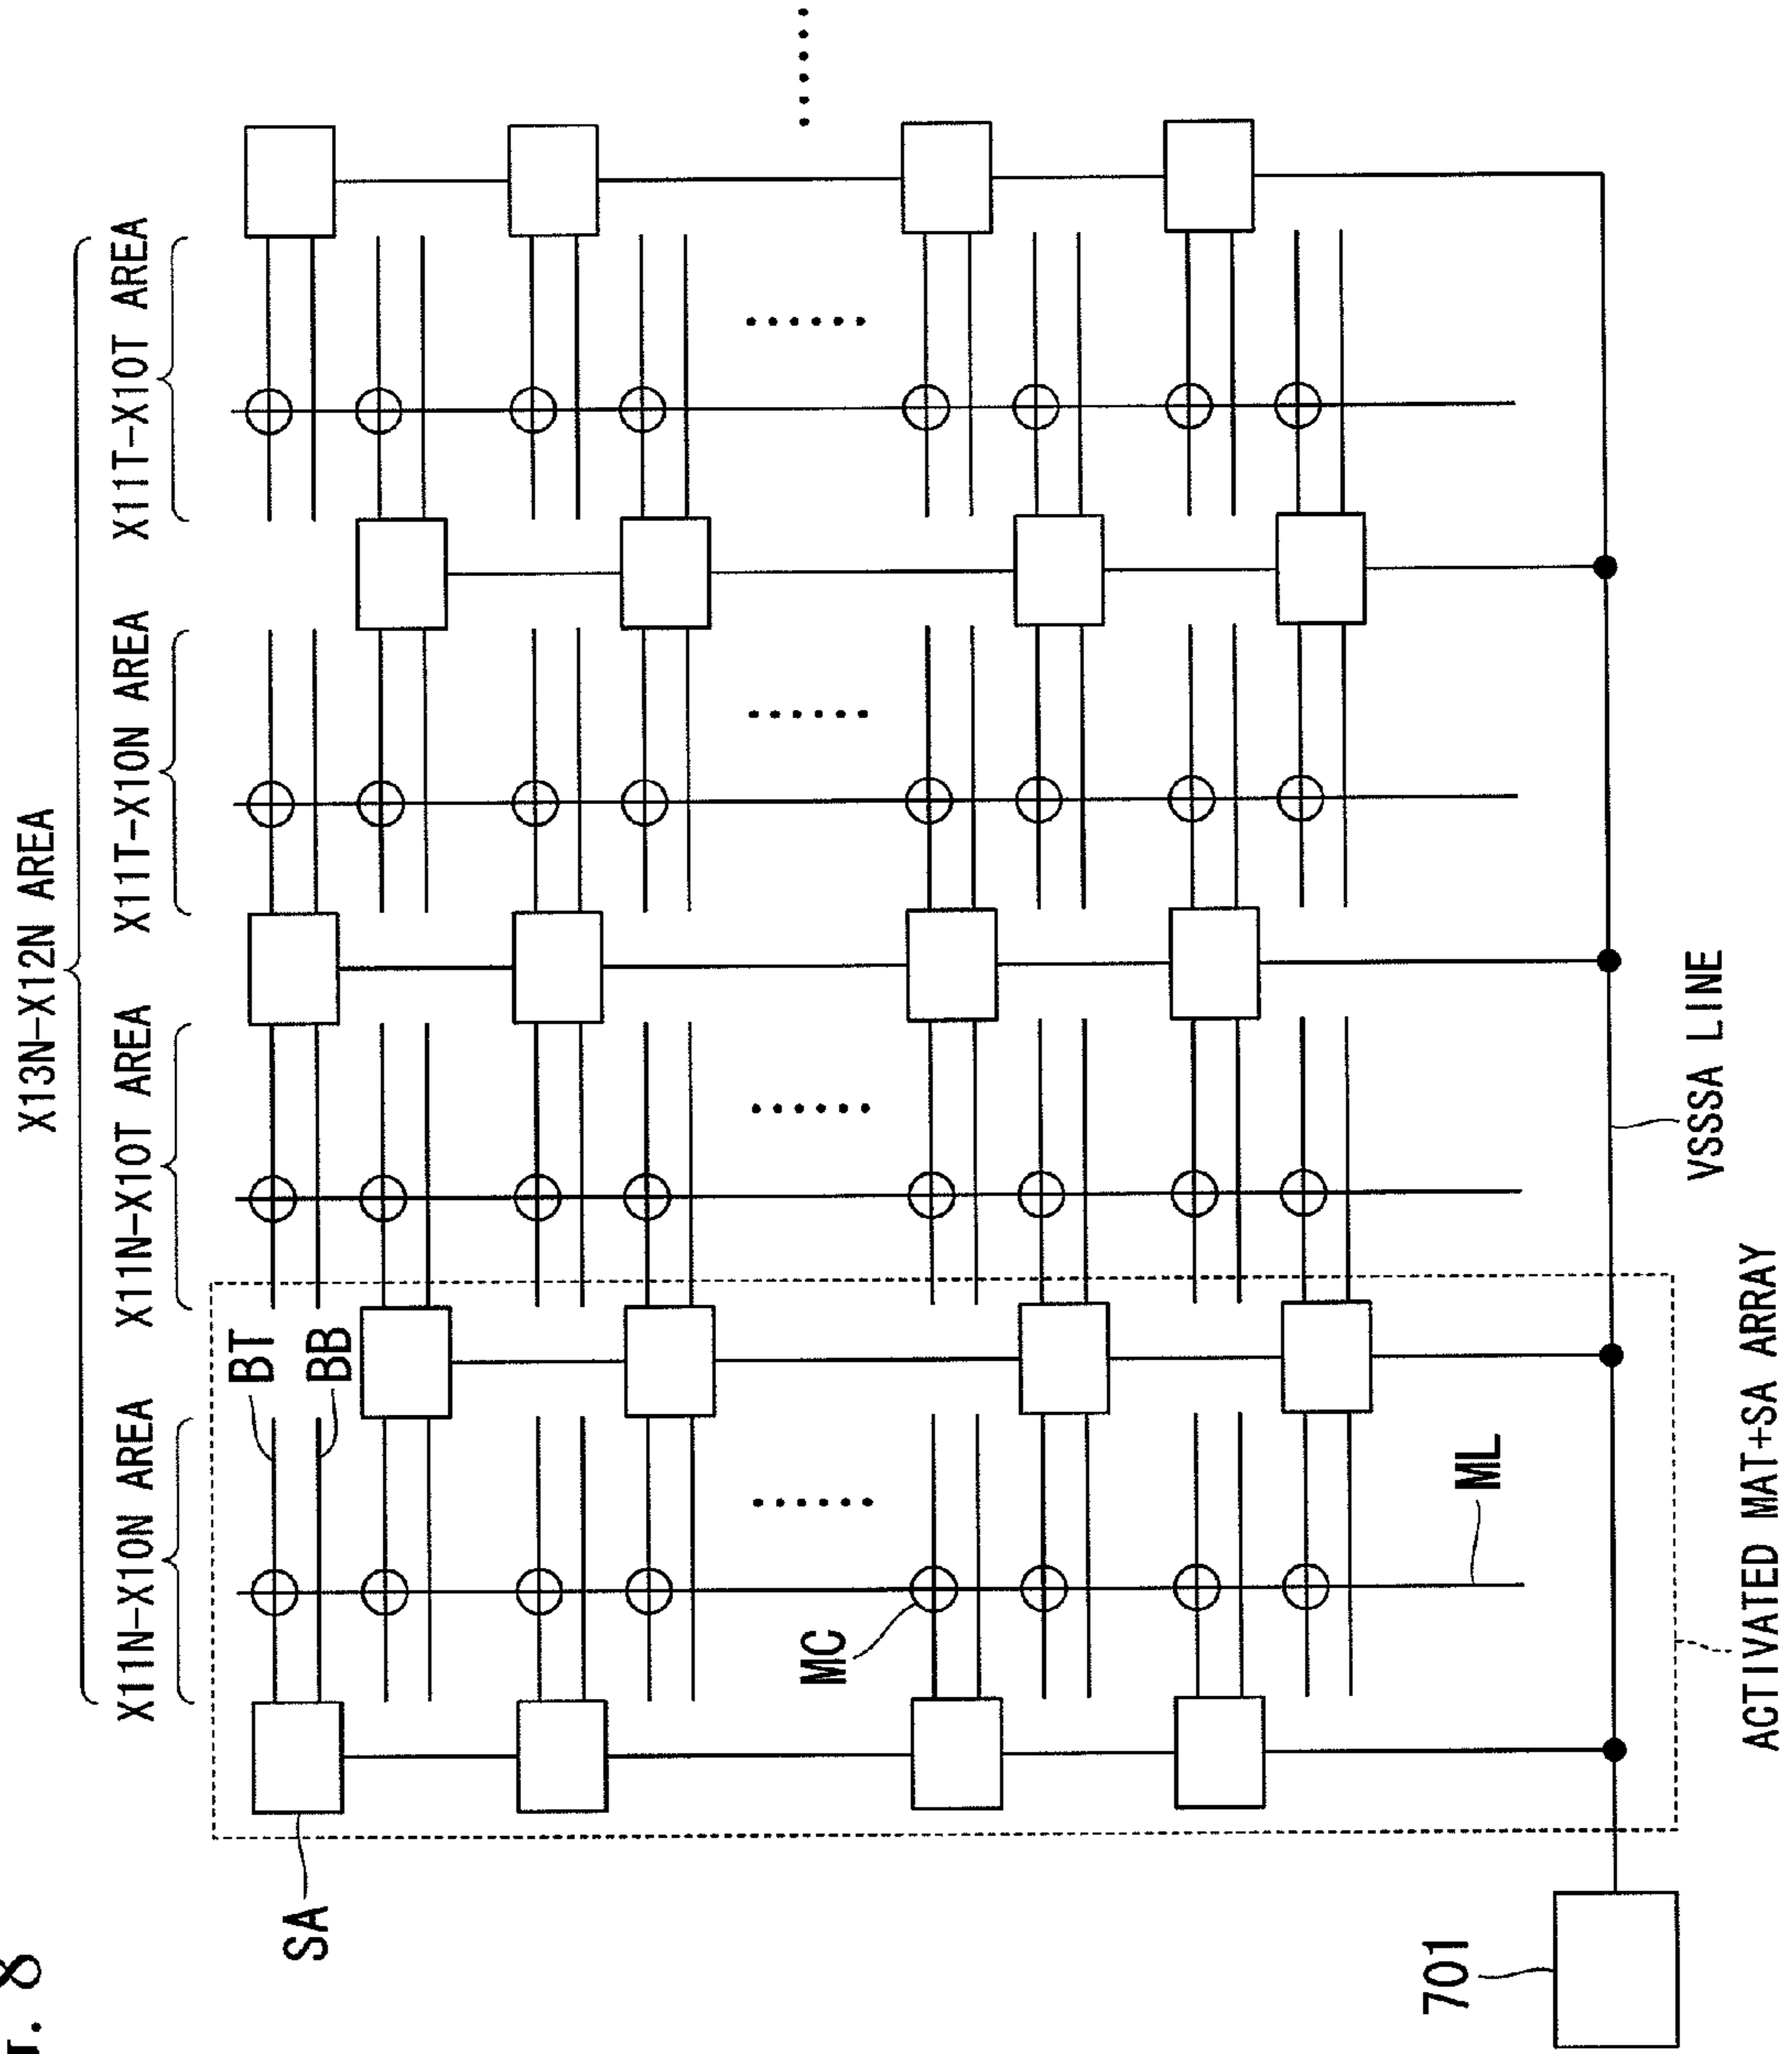 8
X13N-X12N AREA
X11N-X10N AREA
X11N-X10T AREA
X11T-X10N AREA
X11T-X10T AREA
SA
BT
BB
MC
ML
701
VSSSA LINE
ACTIVATED MAT+SA ARRAY